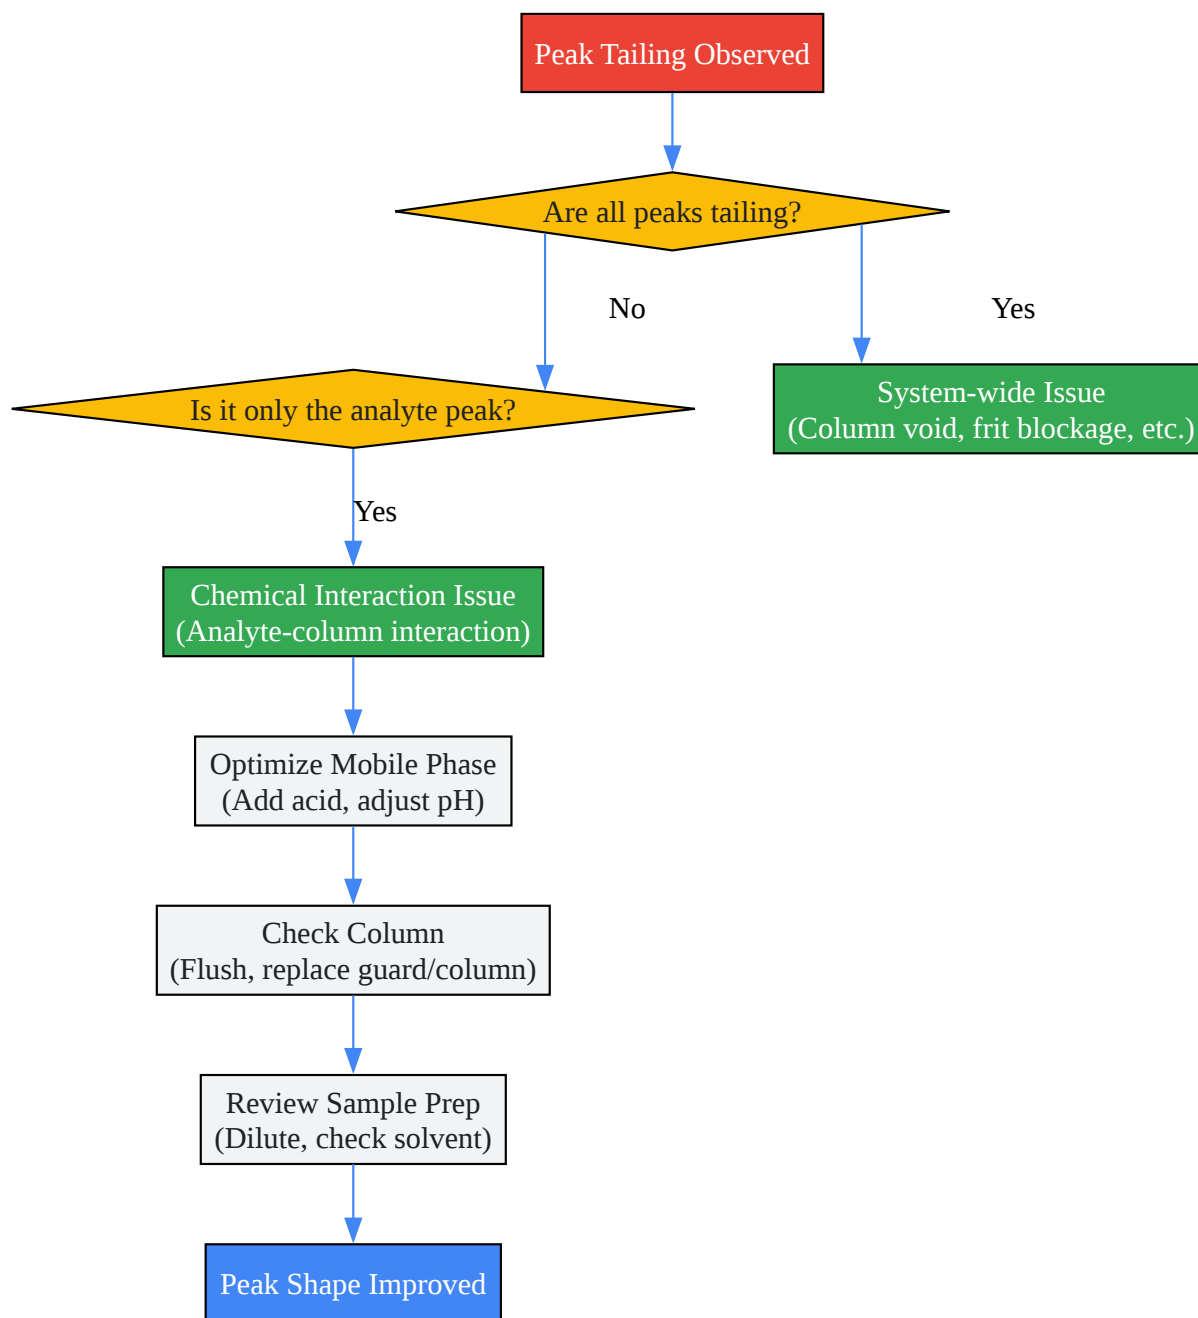 Peak Tailing Observed
Are all peaks tailing?
No
Yes
System-wide Issue
(Column void, frit blockage, etc.)
Is it only the analyte peak?
Yes
Chemical Interaction Issue
(Analyte-column interaction)
Optimize Mobile Phase
(Add acid, adjust pH)
Check Column
(Flush, replace guard/column)
Review Sample Prep
(Dilute, check solvent)
Peak Shape Improved